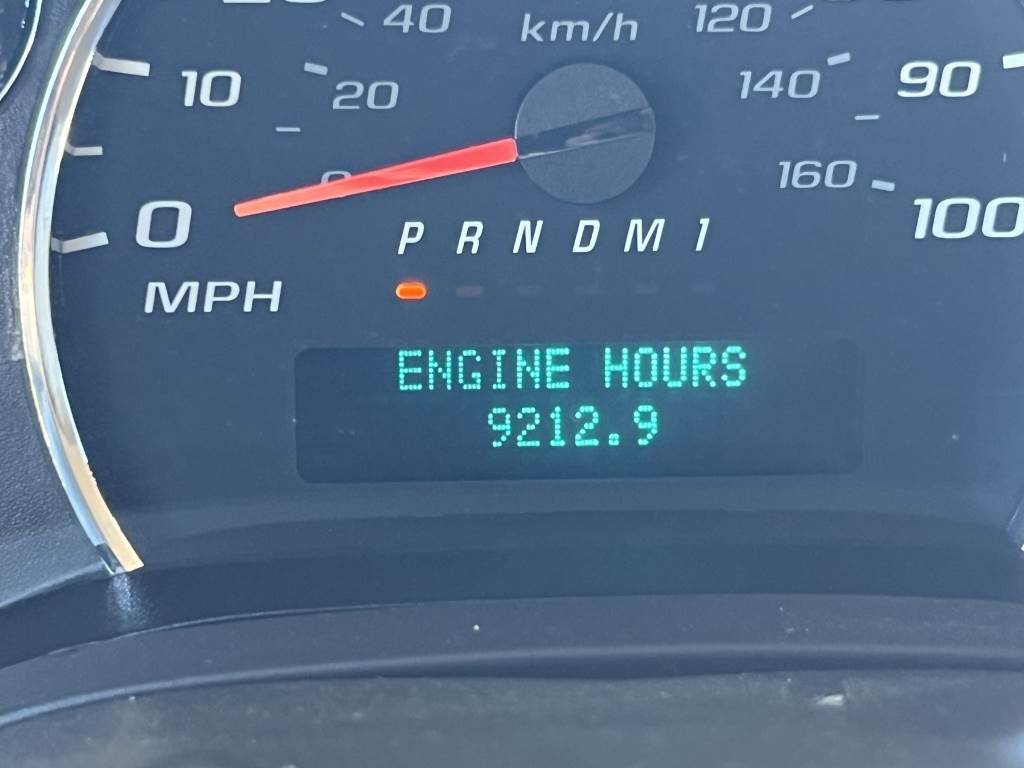 40 km/h 120
10 20 140 90
0 160 100
P R N D M 1
MPH
ENGINE HOURS
9212.9